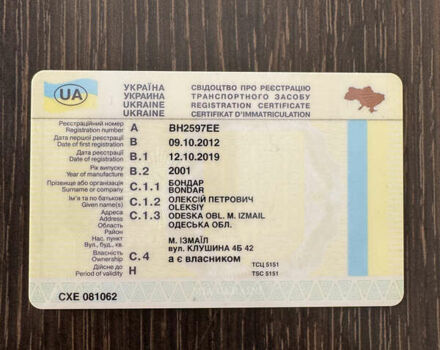 UA
УКРАЇНА СВІДОЦТВО ПРО РЕЄСТРАЦІЮ
УКРАИНА ТРАНСПОРТНОГО ЗАСОБУ
UKRAINE REGISTRATION CERTIFICATE
UKRAINE CERTIFICAT D'IMMATRICULATION
Реєстраційний номер
Registration number A BH2597EE
Дата першої реєстрації
Date of first registration B 09.10.2012
Дата реєстрації
Date of registration B.1 12.10.2019
Рік випуску
Year of manufacture B.2 2001
Прізвище або організація C.1.1 БОНДАР
Surname or company BONDAR
Ім'я та по батькові C.1.2 ОЛЕКСІЙ ПЕТРОВИЧ
Given name(s) OLEKSIY
Адреса C.1.3 ODESKA OBL. M. IZMAIL
Address
Область ОДЕСЬКА ОБЛ.
Район
Нас. пункт М. ІЗМАЇЛ
Вул., буд., кв. ВУЛ. КЛУШИНА 4Б 42
Власність
Ownership C.4 а є власником
Дійсне до ТСЦ 5151
Period of validity H TSC 5151
CXE 081062